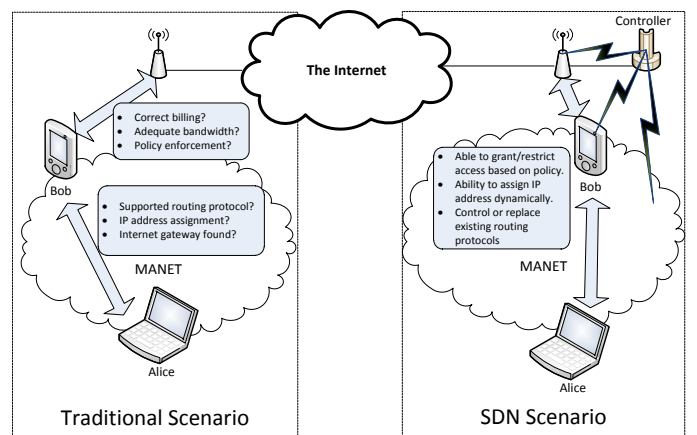 Controller
The Internet
• Correct billing?
• Adequate bandwidth?
• Policy enforcement?
Bob
• Supported routing protocol?
• IP address assignment?
• Internet gateway found?
MANET
Alice
Traditional Scenario
• Able to grant/restrict
access based on policy.
• Ability to assign IP
address dynamically.
• Control or replace
existing routing
protocols
Bob
MANET
Alice
SDN Scenario